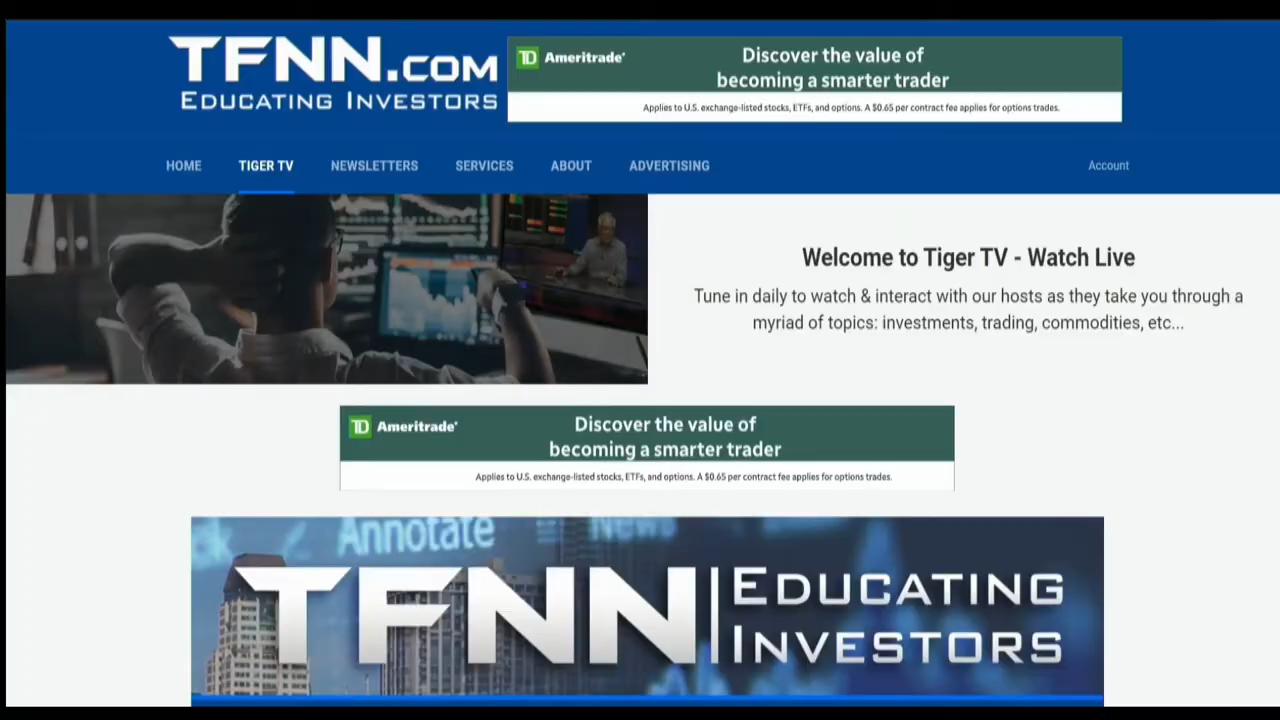 TFNN.COM
EDUCATING INVESTORS
TD Ameritrade®
Discover the value of
becoming a smarter trader
Applies to U.S. exchange-listed stocks, ETFs, and options. A $0.65 per contract fee applies for options trades.
HOME
TIGER TV
NEWSLETTERS
SERVICES
ABOUT
ADVERTISING
Account
Welcome to Tiger TV - Watch Live
Tune in daily to watch & interact with our hosts as they take you through a
myriad of topics: investments, trading, commodities, etc...
TD Ameritrade®
Discover the value of
becoming a smarter trader
Applies to U.S. exchange-listed stocks, ETFs, and options. A $0.65 per contract fee applies for options trades.
Annotate
News
TFNN
EDUCATING
INVESTORS